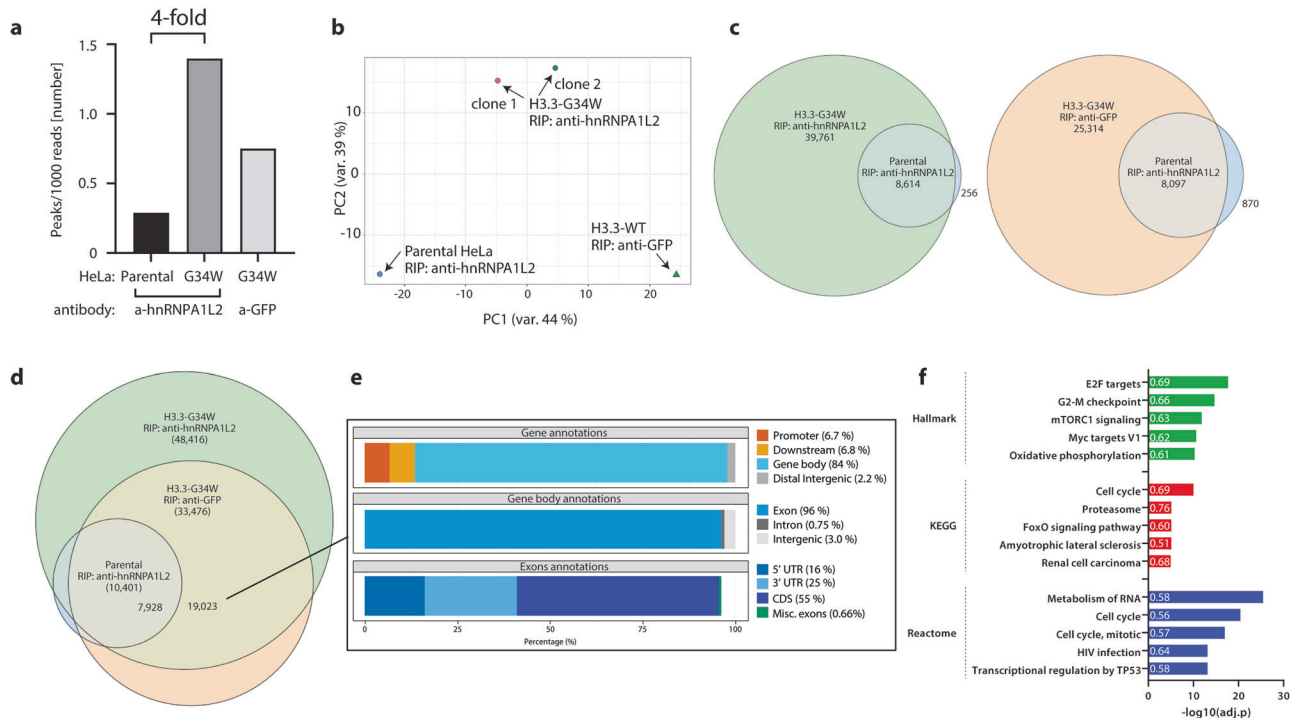 a
4-fold
1.5
1.0
0.5
0
Peaks/1000 reads [number]
HeLa: Parental G34W G34W
antibody: a-hnRNPA1L2 a-GFP
b
clone 1
clone 2
H3.3-G34W
RIP: anti-hnRNPA1L2
H3.3-WT
RIP: anti-GFP
Parental HeLa
RIP: anti-hnRNPA1L2
10
0
-10
PC2 (var. 39 %)
-20 -10 0 10 20
PC1 (var. 44 %)
c
H3.3-G34W
RIP: anti-hnRNPA1L2
39,761
Parental
RIP: anti-hnRNPA1L2
8,614
256
H3.3-G34W
RIP: anti-GFP
25,314
Parental
RIP: anti-hnRNPA1L2
8,097
870
d
H3.3-G34W
RIP: anti-hnRNPA1L2
(48,416)
H3.3-G34W
RIP: anti-GFP
(33,476)
Parental
RIP: anti-hnRNPA1L2
(10,401)
7,928
19,023
e
Gene annotations
Promoter (6.7 %)
Downstream (6.8 %)
Gene body (84 %)
Distal Intergenic (2.2 %)
Gene body annotations
Exon (96 %)
Intron (0.75 %)
Intergenic (3.0 %)
Exons annotations
5' UTR (16 %)
3' UTR (25 %)
CDS (55 %)
Misc. exons (0.66%)
0 25 50 75 100
Percentage (%)
f
Hallmark
E2F targets 0.69
G2-M checkpoint 0.66
mTORC1 signaling 0.63
Myc targets V1 0.62
Oxidative phosphorylation 0.61
KEGG
Cell cycle 0.69
Proteasome 0.76
FoxO signaling pathway 0.60
Amyotrophic lateral sclerosis 0.51
Renal cell carcinoma 0.68
Reactome
Metabolism of RNA 0.58
Cell cycle 0.56
Cell cycle, mitotic 0.57
HIV infection 0.64
Transcriptional regulation by TP53 0.58
0 10 20 30
-log10(adj.p)